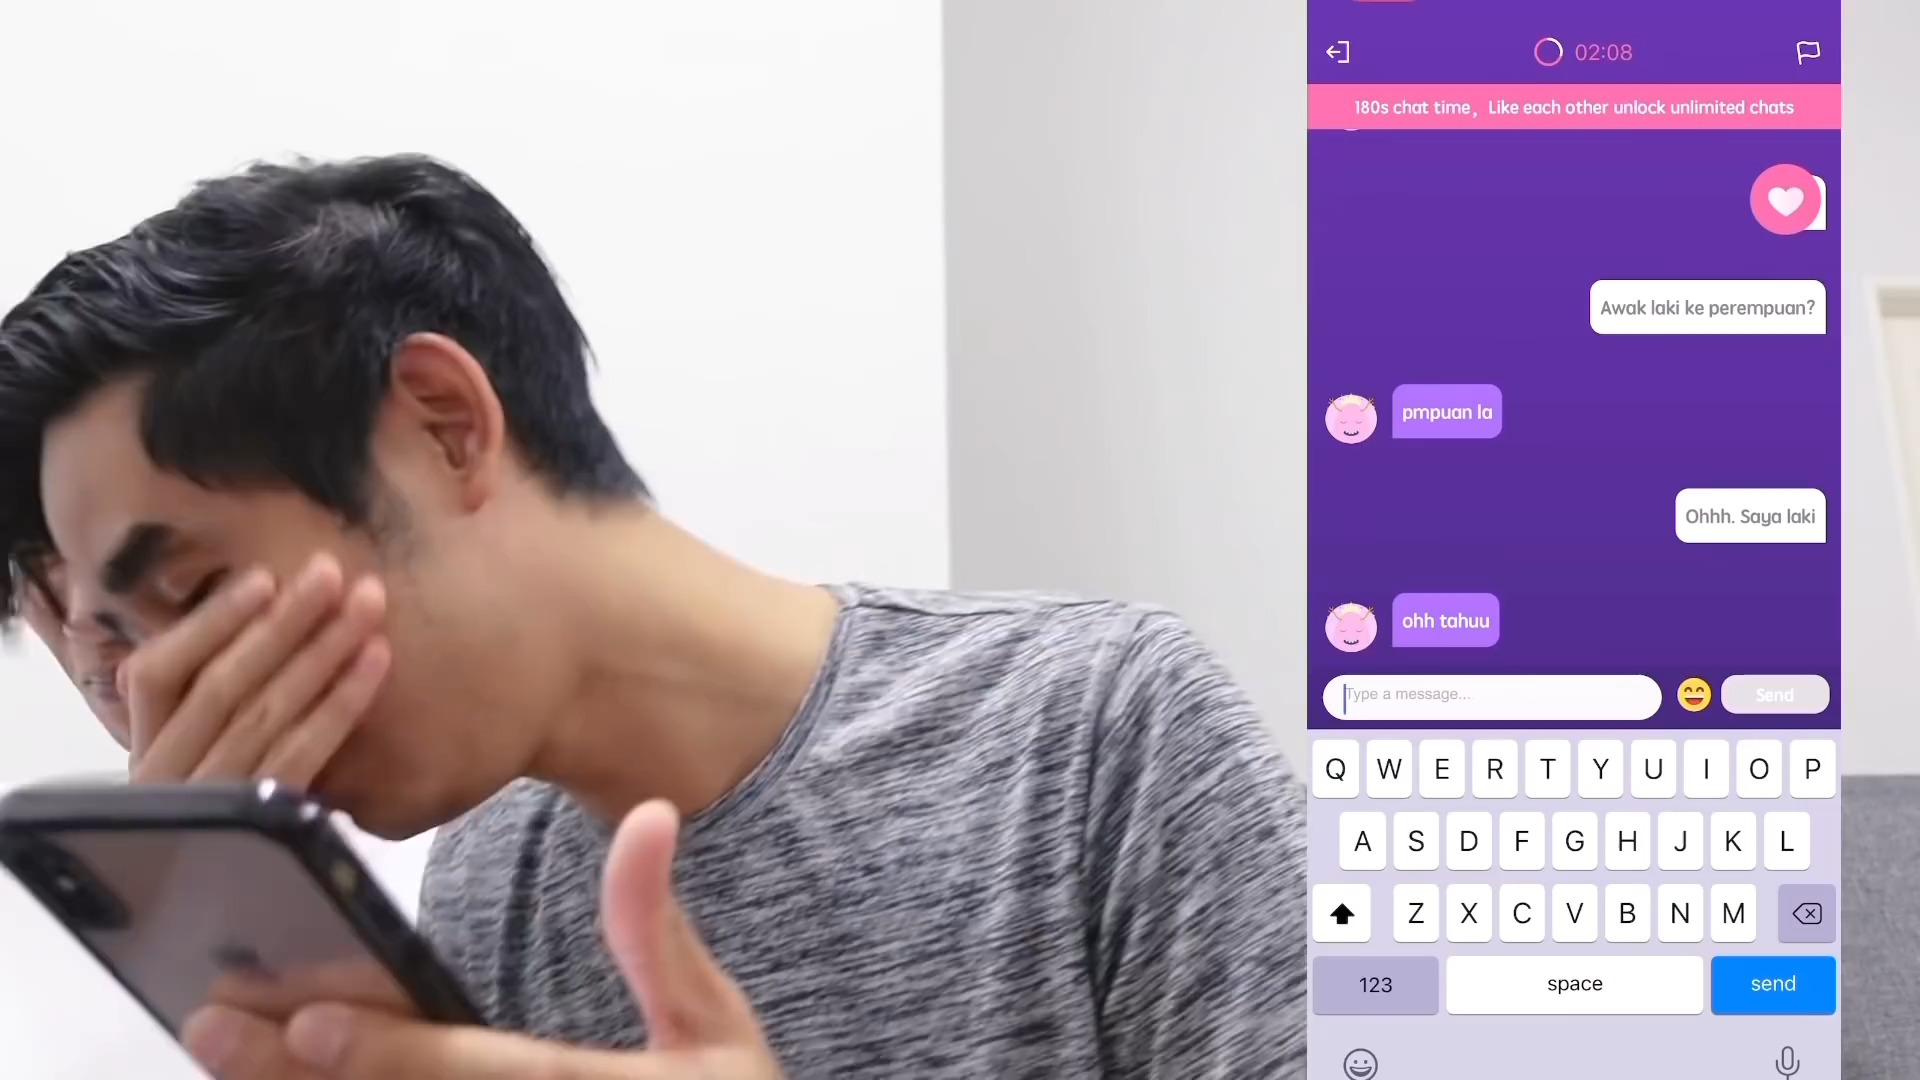 02:08
180s chat time, Like each other unlock unlimited chats
Awak laki ke perempuan?
pmpuan la
Ohhh. Saya laki
ohh tahuu
Type a message...
Send
Q W E R T Y U I O P
A S D F G H J K L
Z X C V B N M
123
space
send